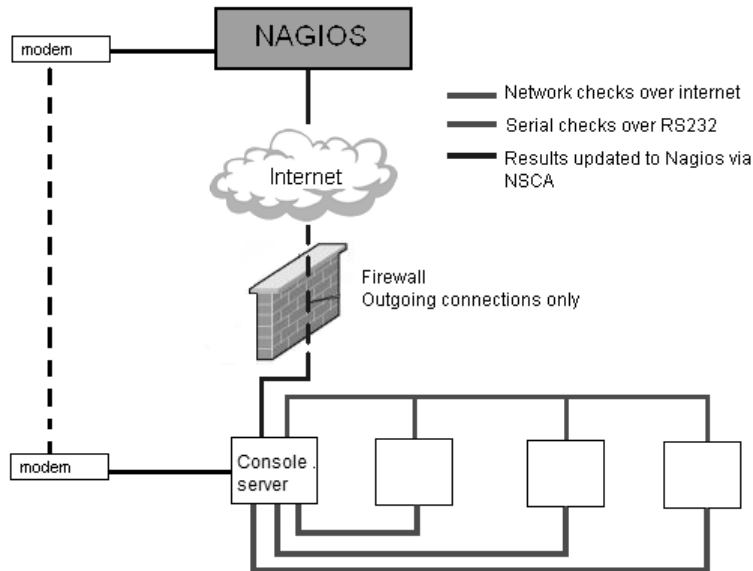 NAGIOS
modem
Network checks over internet
Serial checks over RS232
Results updated to Nagios via
NSCA
Internet
Firewall
Outgoing connections only
Console .
server
modem